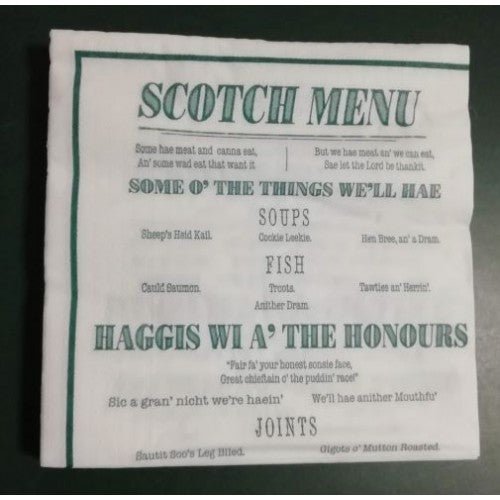 SCOTCH MENU
Some hae meat and canna eat, But we hae meat an' we can eat,
An' some wad eat that want it Sae let the Lord be thankit.
SOME O' THE THINGS WE'LL HAE
SOUPS
Sheep's Heid Kail. Cockie Leekie. Hen Bree, an' a Dram.
FISH
Cauld Saumon. Troots. Tawties an' Herrin'.
Anither Dram.
HAGGIS WI A' THE HONOURS
"Fair fa' your honest sonsie face,
Great chieftain o' the puddin' race!"
Sic a gran' nicht we're haein' We'll hae anither Mouthfu'
JOINTS
Sautit Soo's Leg Biled. Gigots o' Mutton Roasted.